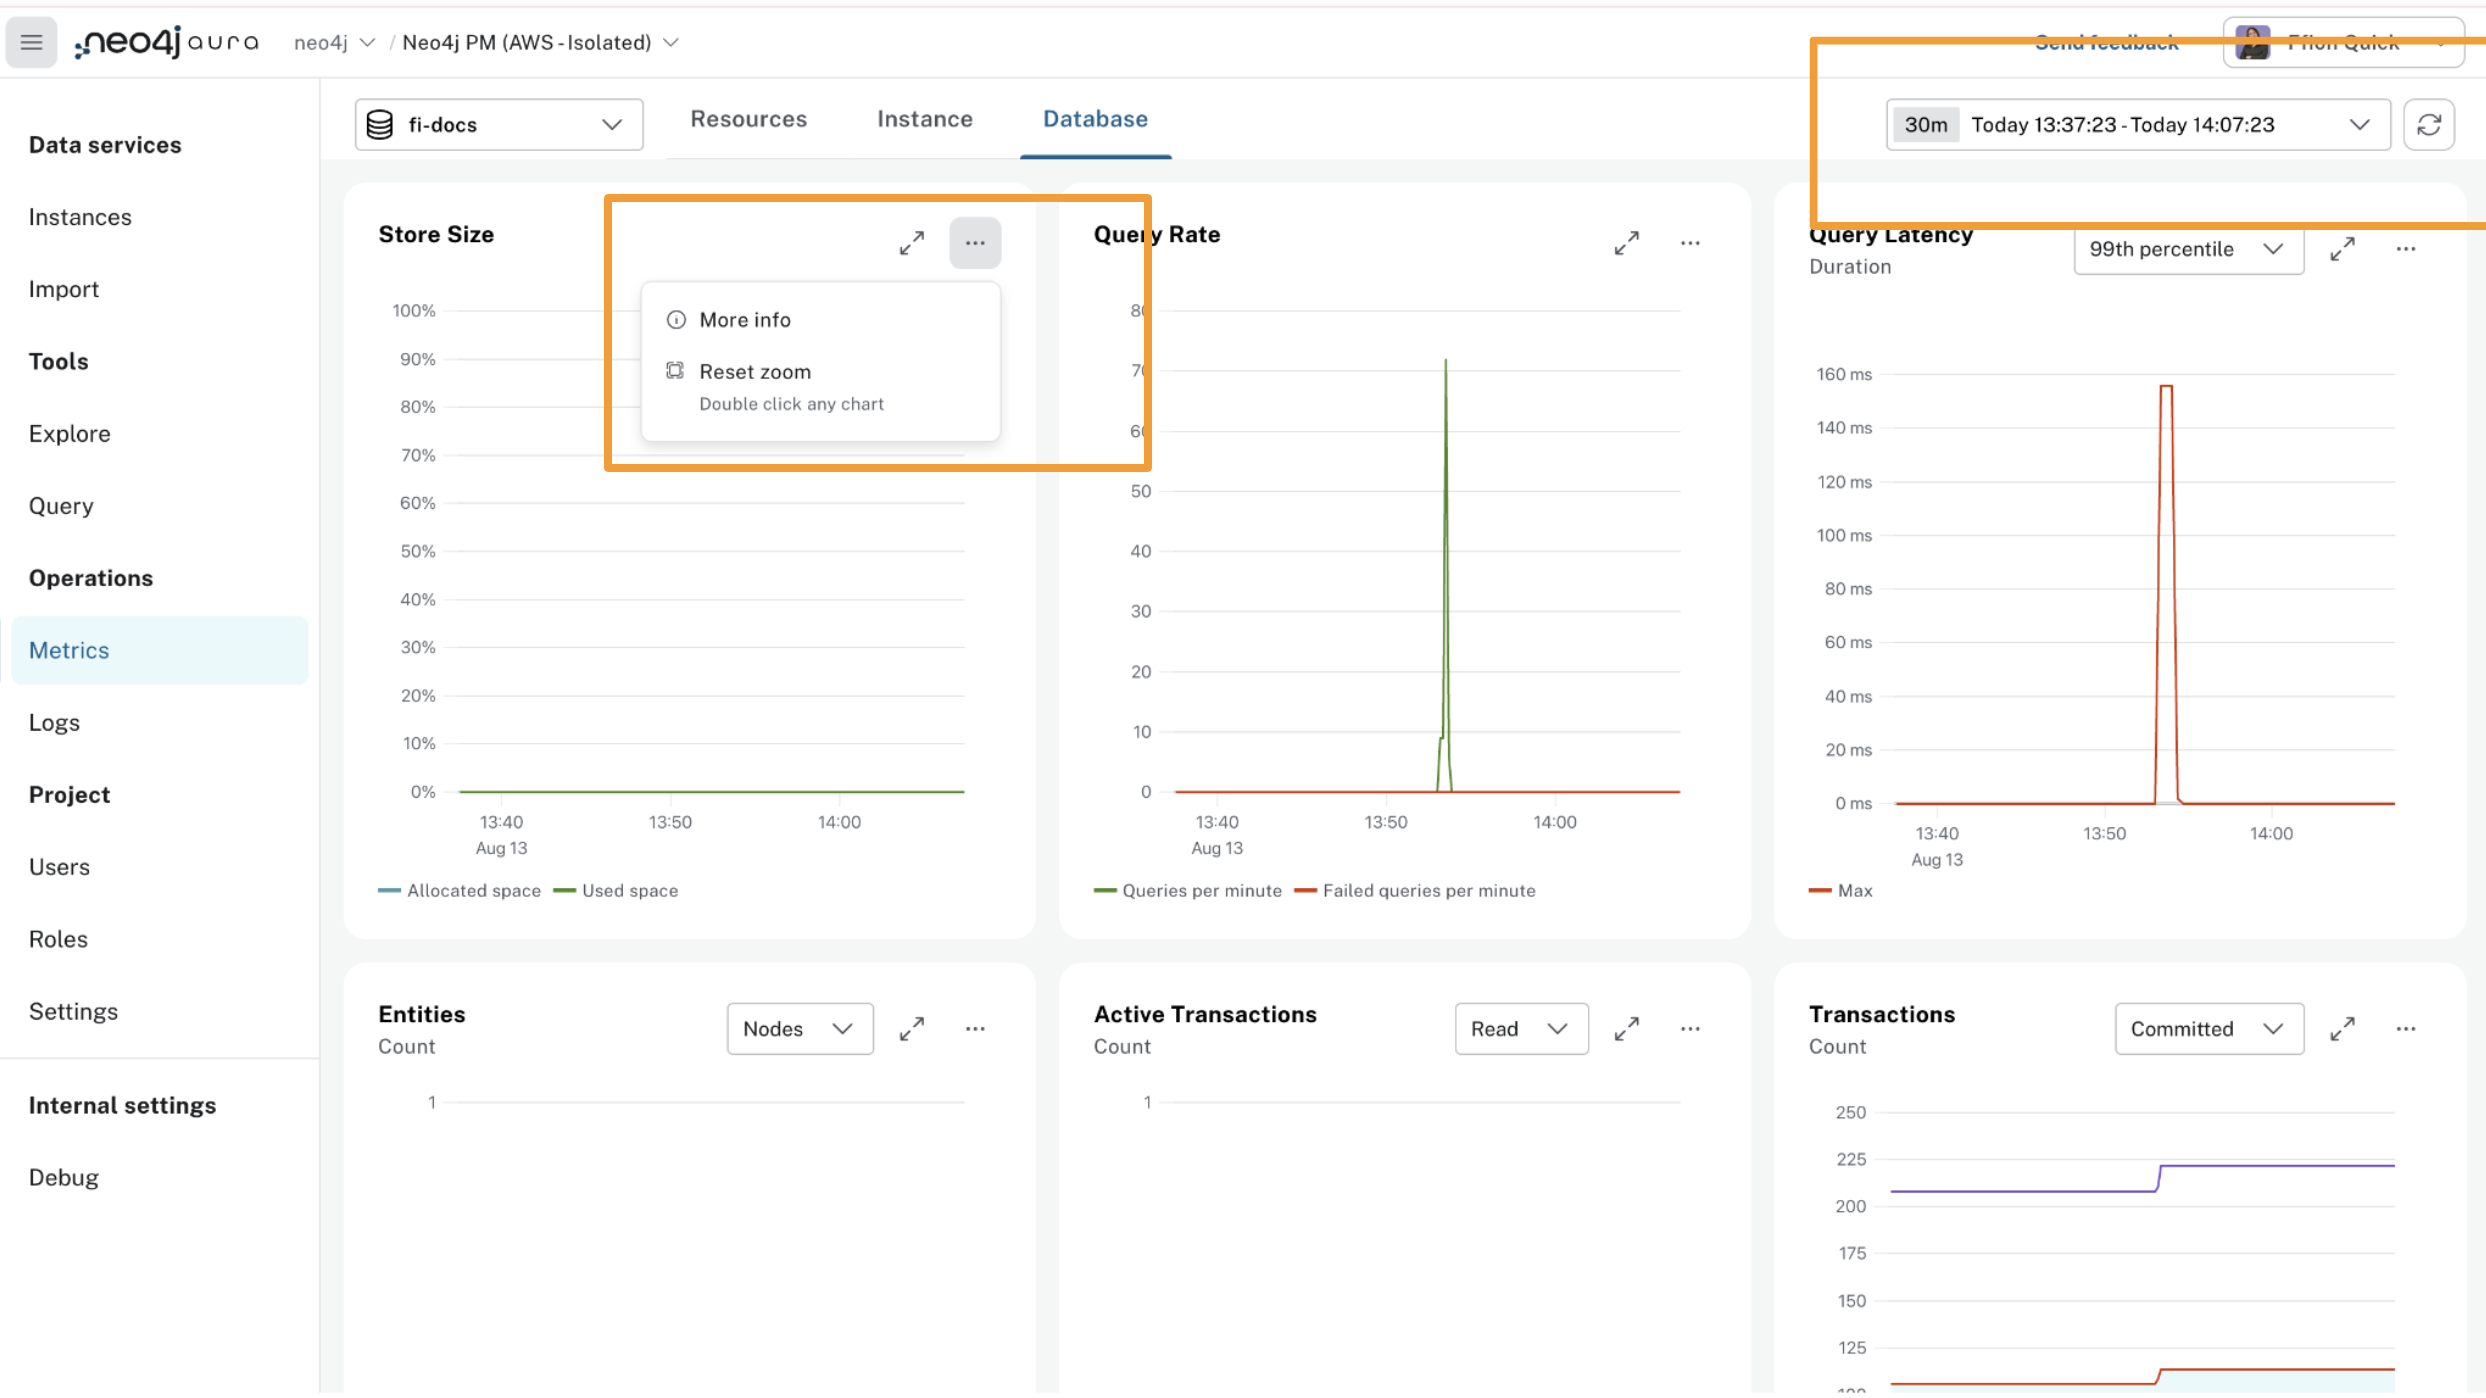 neo4j aura neo4j / Neo4j PM (AWS - Isolated) Send feedback Ffion Quick
fi-docs Resources Instance Database 30m Today 13:37:23 - Today 14:07:23
Data services
Instances
Import
Tools
Explore
Query
Operations
Metrics
Logs
Project
Users
Roles
Settings
Internal settings
Debug
Store Size
More info
Reset zoom
Double click any chart
100%
90%
80%
70%
60%
50%
40%
30%
20%
10%
0%
13:40 13:50 14:00
Aug 13
Allocated space Used space
Query Rate
80
70
60
50
40
30
20
10
0
13:40 13:50 14:00
Aug 13
Queries per minute Failed queries per minute
Query Latency 99th percentile
Duration
160 ms
140 ms
120 ms
100 ms
80 ms
60 ms
40 ms
20 ms
0 ms
13:40 13:50 14:00
Aug 13
Max
Entities Nodes
Count
1
Active Transactions Read
Count
1
Transactions Committed
Count
250
225
200
175
150
125